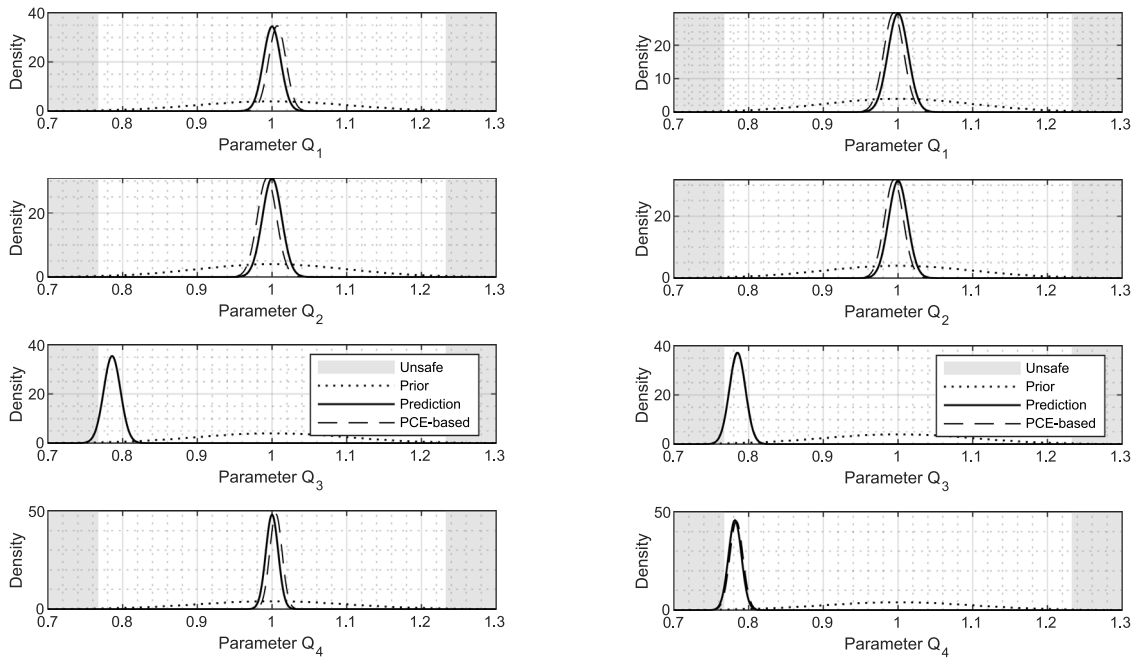 40
20
0
Density
0.7 0.8 0.9 1 1.1 1.2 1.3
Parameter Q1
20
0
Density
0.7 0.8 0.9 1 1.1 1.2 1.3
Parameter Q2
40
20
0
Density
Unsafe
Prior
Prediction
PCE-based
0.7 0.8 0.9 1 1.1 1.2 1.3
Parameter Q3
50
0
Density
0.7 0.8 0.9 1 1.1 1.2 1.3
Parameter Q4
30
20
10
0
Density
0.7 0.8 0.9 1 1.1 1.2 1.3
Parameter Q1
20
0
Density
0.7 0.8 0.9 1 1.1 1.2 1.3
Parameter Q2
40
20
0
Density
Unsafe
Prior
Prediction
PCE-based
0.7 0.8 0.9 1 1.1 1.2 1.3
Parameter Q3
50
0
Density
0.7 0.8 0.9 1 1.1 1.2 1.3
Parameter Q4